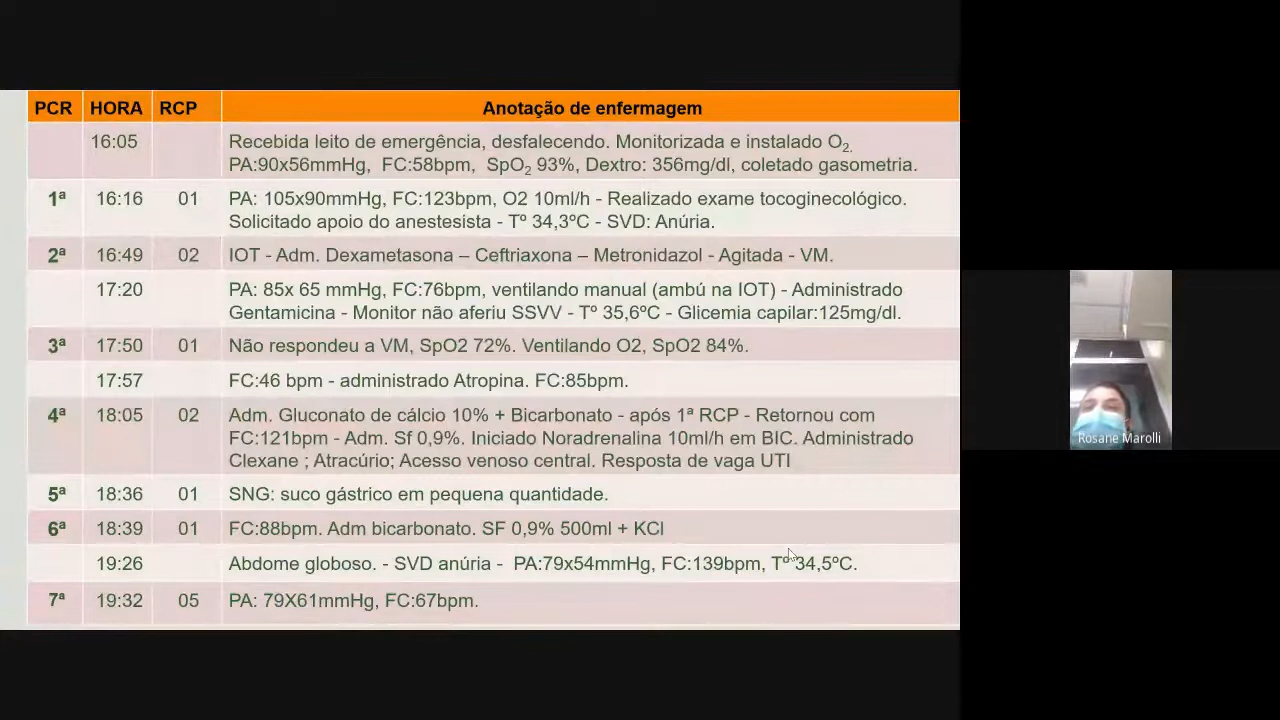 PCR HORA RCP Anotação de enfermagem
16:05 Recebida leito de emergência, desfalecendo. Monitorizada e instalado O2.
PA:90x56mmHg, FC:58bpm, SpO2 93%, Dextro: 356mg/dl, coletado gasometria.
1ª 16:16 01 PA: 105x90mmHg, FC:123bpm, O2 10ml/h - Realizado exame tocoginecológico.
Solicitado apoio do anestesista - Tº 34,3ºC - SVD: Anúria.
2ª 16:49 02 IOT - Adm. Dexametasona – Ceftriaxona – Metronidazol - Agitada - VM.
17:20 PA: 85x 65 mmHg, FC:76bpm, ventilando manual (ambú na IOT) - Administrado
Gentamicina - Monitor não aferiu SSVV - Tº 35,6ºC - Glicemia capilar:125mg/dl.
3ª 17:50 01 Não respondeu a VM, SpO2 72%. Ventilando O2, SpO2 84%.
17:57 FC:46 bpm - administrado Atropina. FC:85bpm.
4ª 18:05 02 Adm. Gluconato de cálcio 10% + Bicarbonato - após 1ª RCP - Retornou com
FC:121bpm - Adm. Sf 0,9%. Iniciado Noradrenalina 10ml/h em BIC. Administrado
Clexane ; Atracúrio; Acesso venoso central. Resposta de vaga UTI
5ª 18:36 01 SNG: suco gástrico em pequena quantidade.
6ª 18:39 01 FC:88bpm. Adm bicarbonato. SF 0,9% 500ml + KCl
19:26 Abdome globoso. - SVD anúria - PA:79x54mmHg, FC:139bpm, Tº 34,5ºC.
7ª 19:32 05 PA: 79X61mmHg, FC:67bpm.
Rosane Marolli